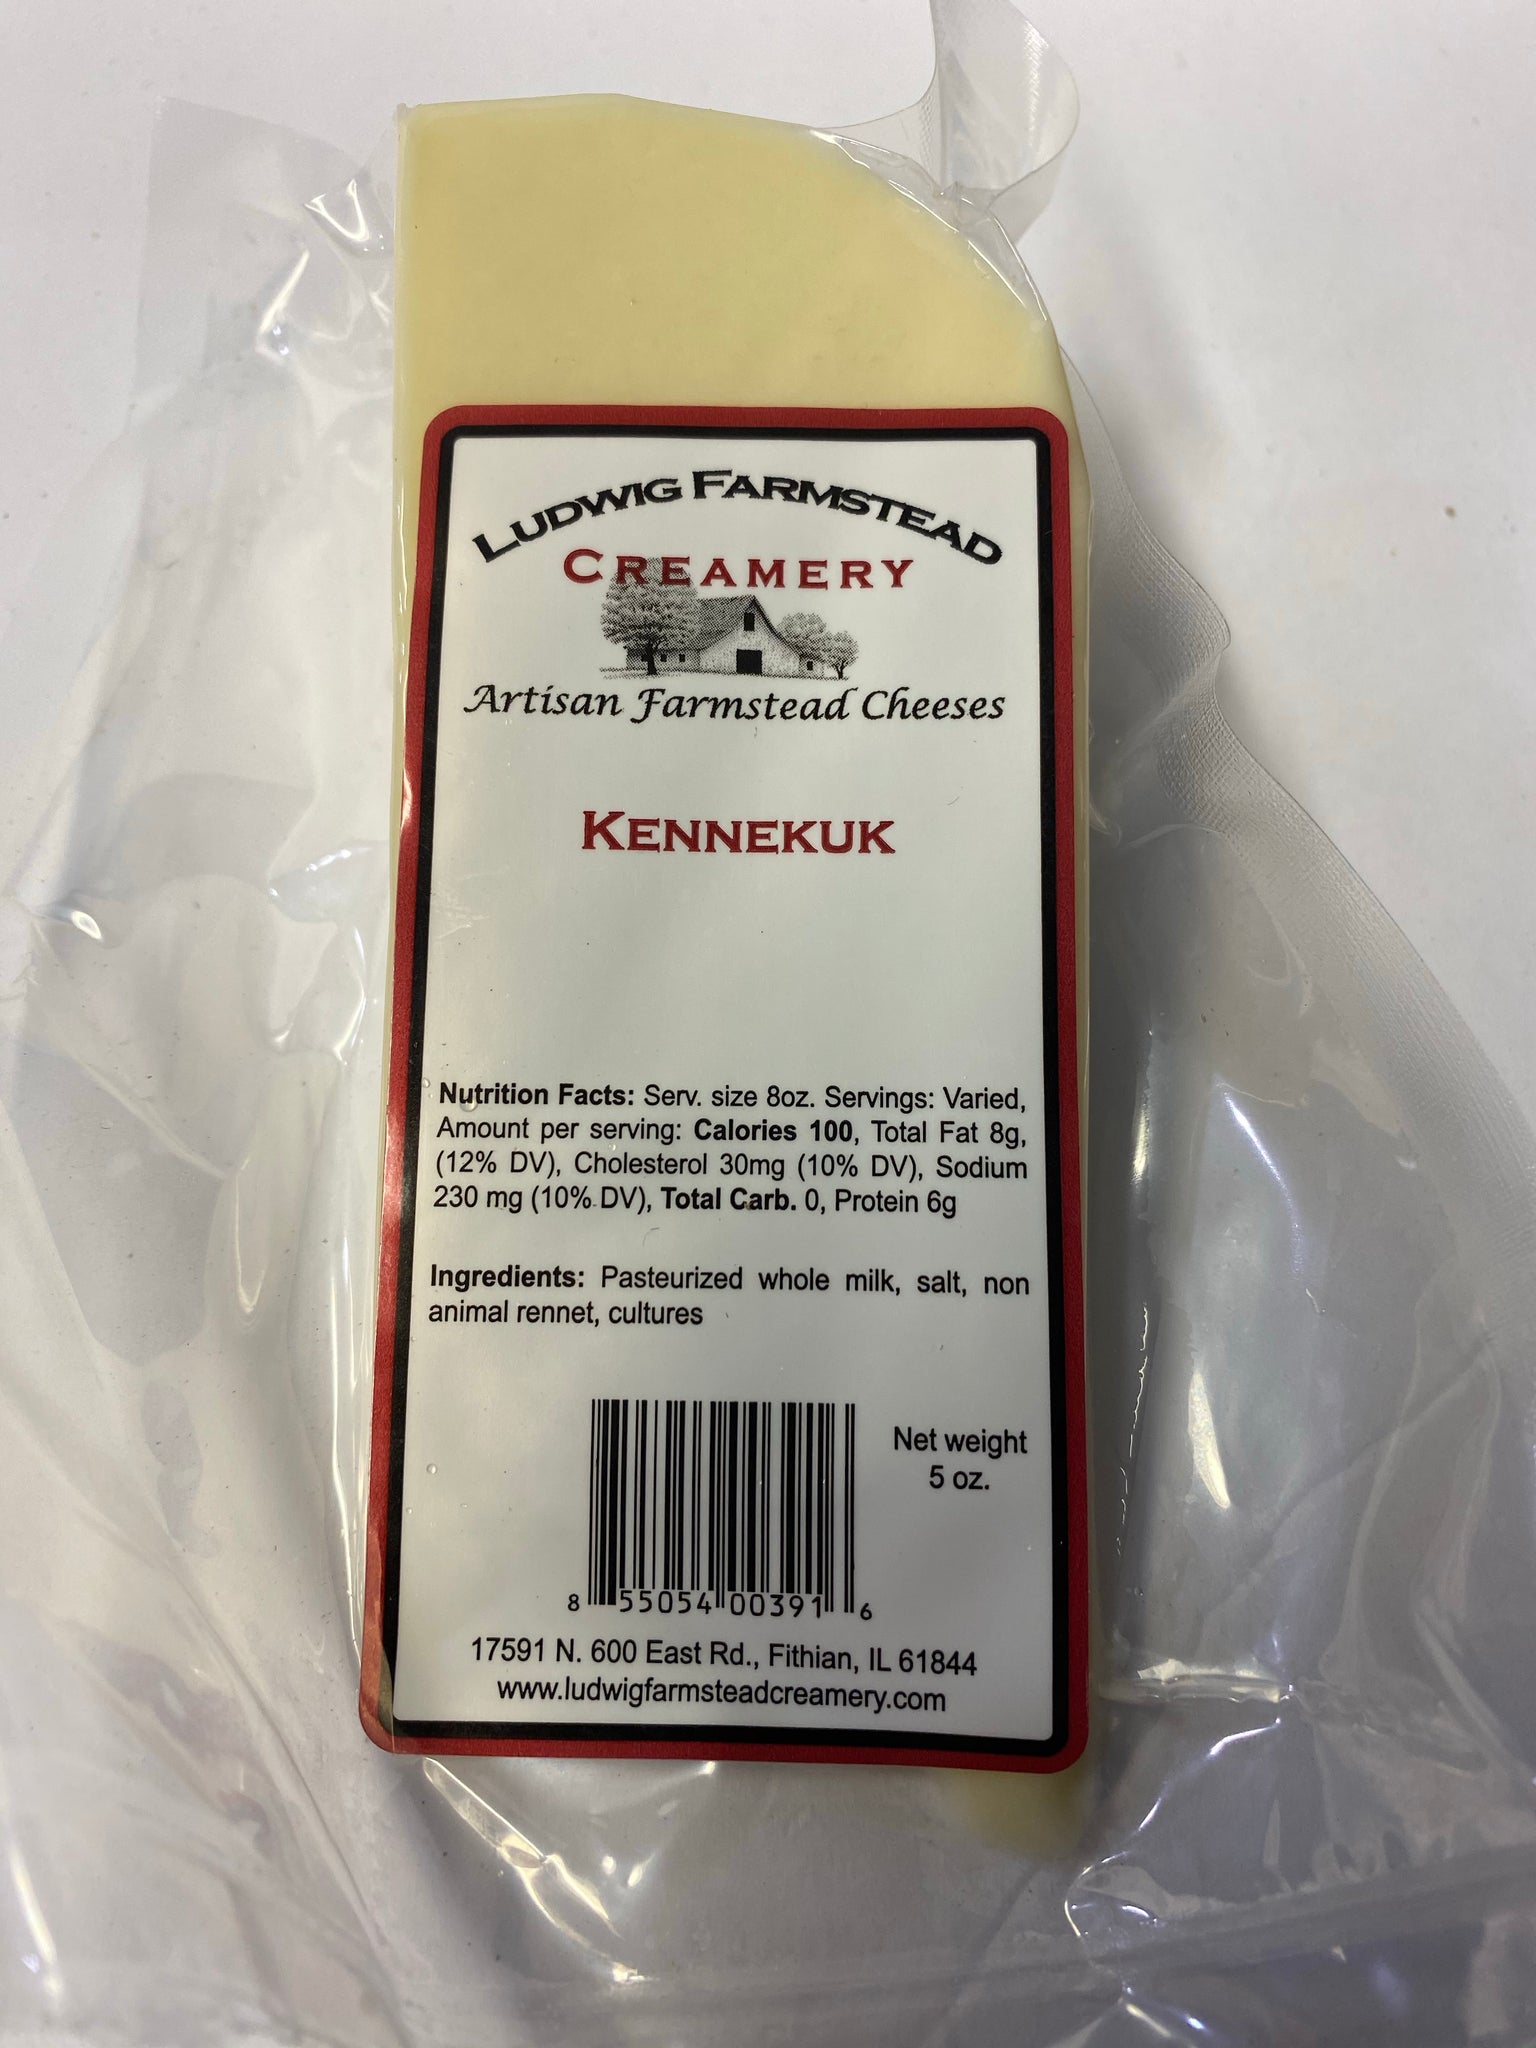 LUDWIG FARMSTEAD
CREAMERY
Artisan Farmstead Cheeses
KENNEKUK
Nutrition Facts: Serv. size 8oz. Servings: Varied,
Amount per serving: Calories 100, Total Fat 8g,
(12% DV), Cholesterol 30mg (10% DV), Sodium
230 mg (10% DV), Total Carb. 0, Protein 6g
Ingredients: Pasteurized whole milk, salt, non
animal rennet, cultures
Net weight
5 oz.
8 55054 00391 6
17591 N. 600 East Rd., Fithian, IL 61844
www.ludwigfarmsteadcreamery.com